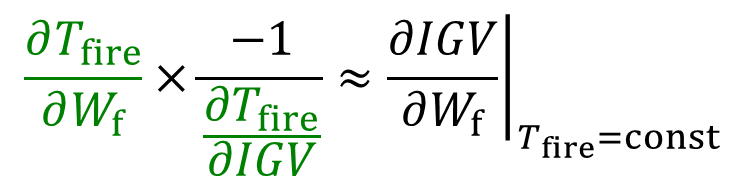 ∂T_fire/∂W_f × −1/(∂T_fire/∂IGV) ≈ ∂IGV/∂W_f |_{T_fire=const}